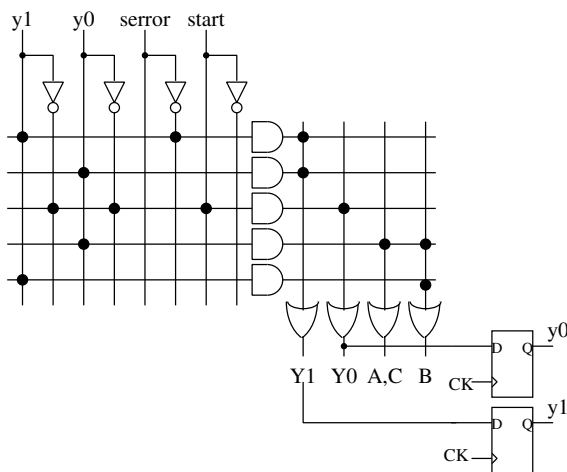 y1 y0 serror start
y0
D Q
Y1 Y0 A,C B
CK
y1
D Q
CK